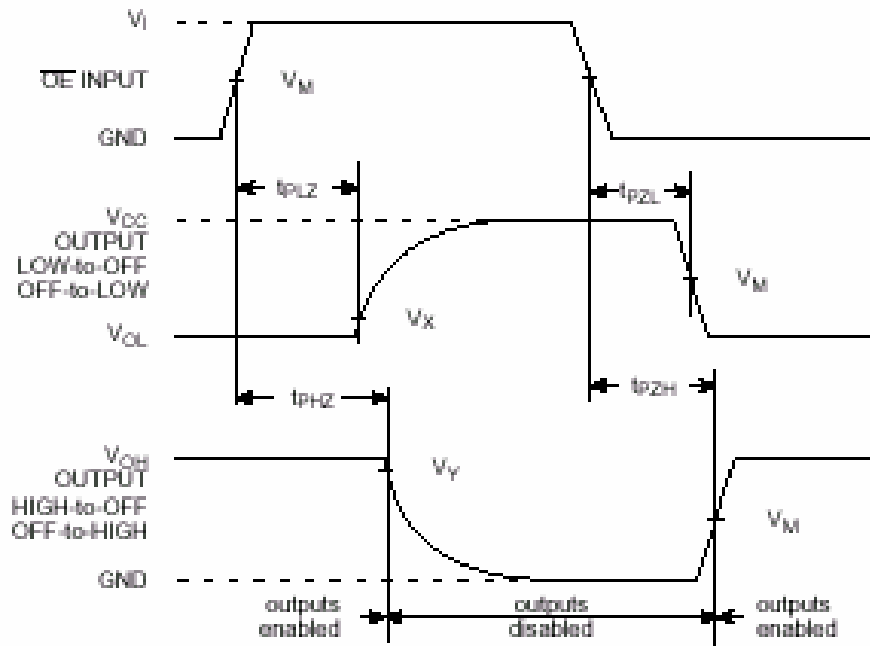 VI
OE INPUT
VM
GND
tPLZ
tPZL
VCC
OUTPUT
LOW-to-OFF
OFF-to-LOW
VM
VX
VOL
tPHZ
tPZH
VOH
OUTPUT
HIGH-to-OFF
OFF-to-HIGH
VY
VM
GND
outputs
enabled
outputs
disabled
outputs
enabled